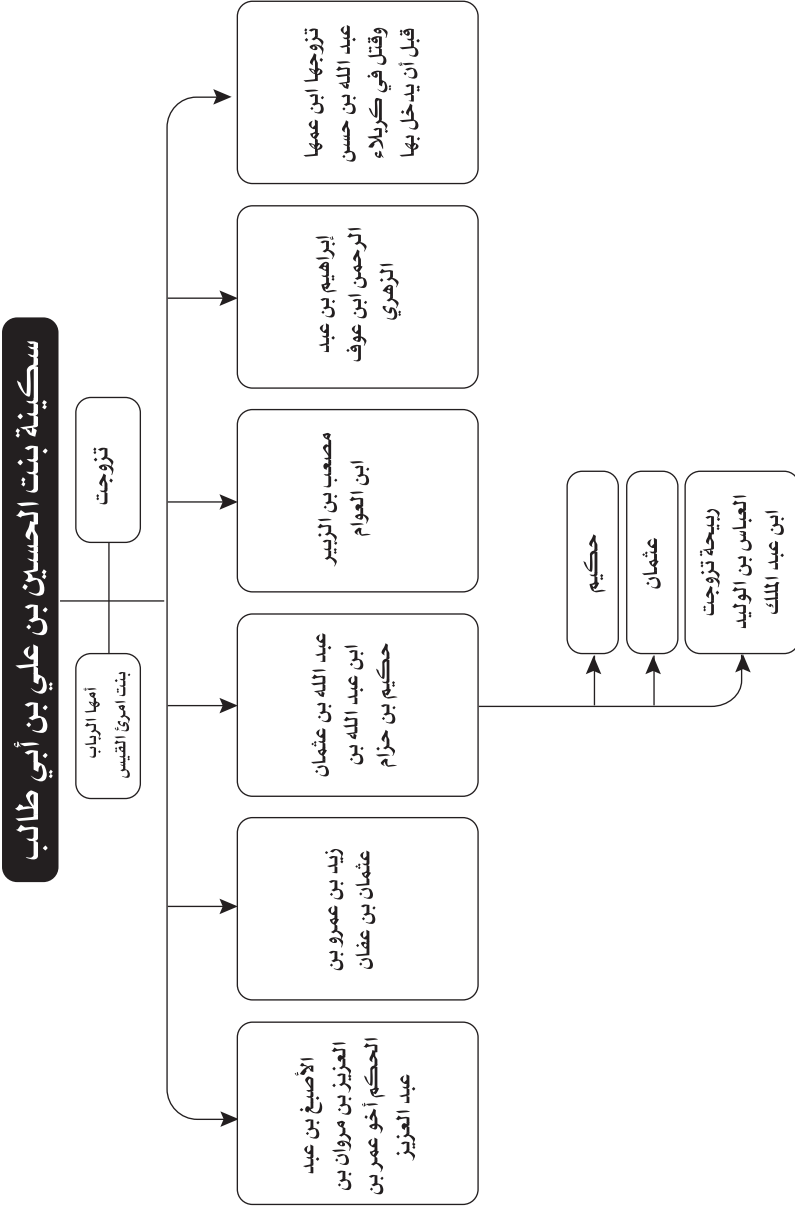 سكينة بنت الحسين بن علي بن أبي طالب
تزوجت
أمها الرباب
بنت امرئ القيس
تزوجها ابن عمها
عبد الله بن حسن
وقتل في كربلاء
قبل أن يدخل بها
إبراهيم بن عبد
الرحمن ابن عوف
الزهري
مصعب بن الزبير
ابن العوام
عبد الله بن عثمان
ابن عبد الله بن
حكيم بن حزام
زيد بن عمرو بن
عثمان بن عفان
الأصبغ بن عبد
العزيز بن مروان بن
الحكم أخو عمر بن
عبد العزيز
حكيم
عثمان
ربيحة تزوجت
العباس بن الوليد
ابن عبد الملك